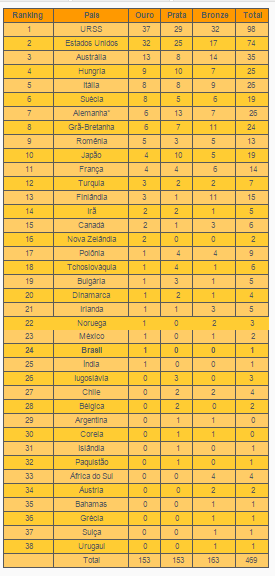 Ranking País Ouro Prata Bronze Total
1 URSS 37 29 32 98
2 Estados Unidos 32 25 17 74
3 Austrália 13 8 14 35
4 Hungria 9 10 7 25
5 Itália 8 8 9 26
6 Suécia 8 5 6 19
7 Alemanha* 6 13 7 26
8 Grã-Bretanha 6 7 11 24
9 Romênia 5 3 5 13
10 Japão 4 10 5 19
11 França 4 4 6 14
12 Turquia 3 2 2 7
13 Finlândia 3 1 11 15
14 Irã 2 2 1 5
15 Canadá 2 1 3 6
16 Nova Zelândia 2 0 0 2
17 Polônia 1 4 4 9
18 Tchoslováquia 1 4 1 6
19 Bulgária 1 3 1 5
20 Dinamarca 1 2 1 4
21 Irlanda 1 1 3 5
22 Noruega 1 0 2 3
23 México 1 0 1 2
24 Brasil 1 0 0 1
25 Índia 1 0 0 1
26 Iugoslávia 0 3 0 3
27 Chile 0 2 2 4
28 Bélgica 0 2 0 2
29 Argentina 0 1 1 0
30 Coreia 0 1 1 0
31 Islândia 0 1 0 1
32 Paquistão 0 1 0 1
33 África do Sul 0 0 4 4
34 Áustria 0 0 2 2
35 Bahamas 0 0 1 1
36 Grécia 0 0 1 1
37 Suíça 0 0 1 1
38 Uruguai 0 0 1 1
Total 153 153 163 469